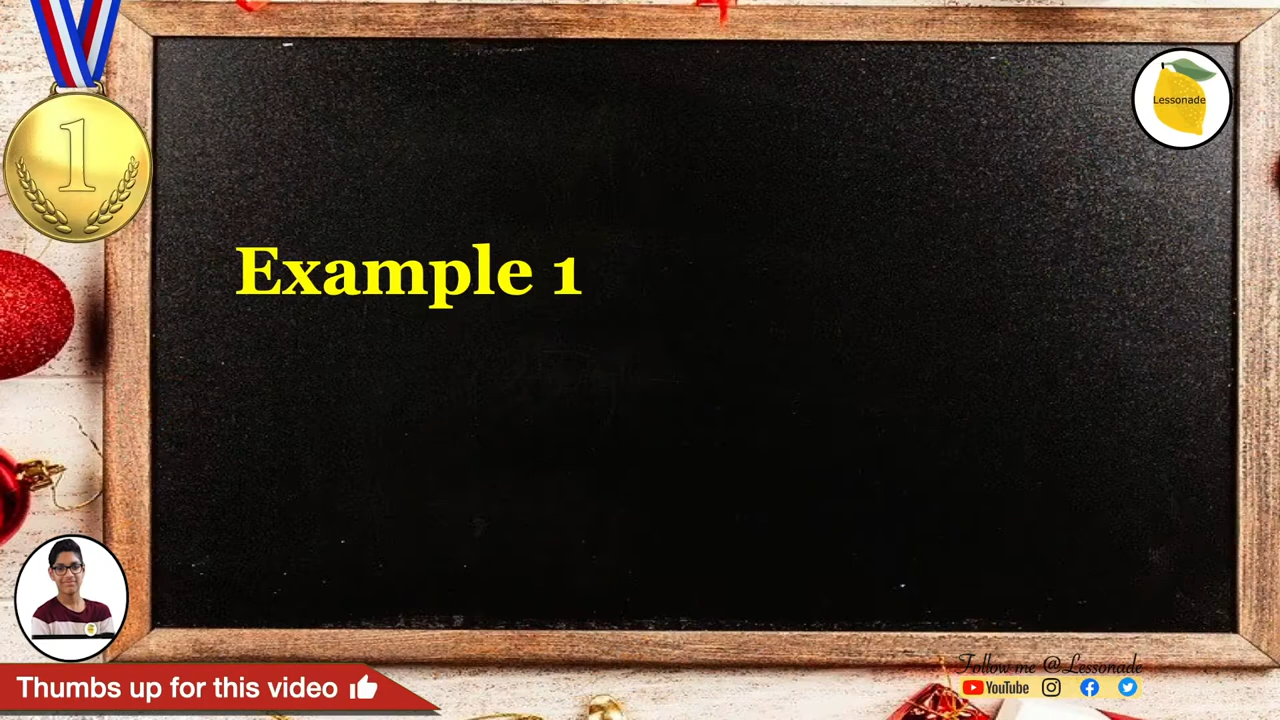 1
Lessonade
Example 1
Thumbs up for this video
Follow me @Lessonade
YouTube